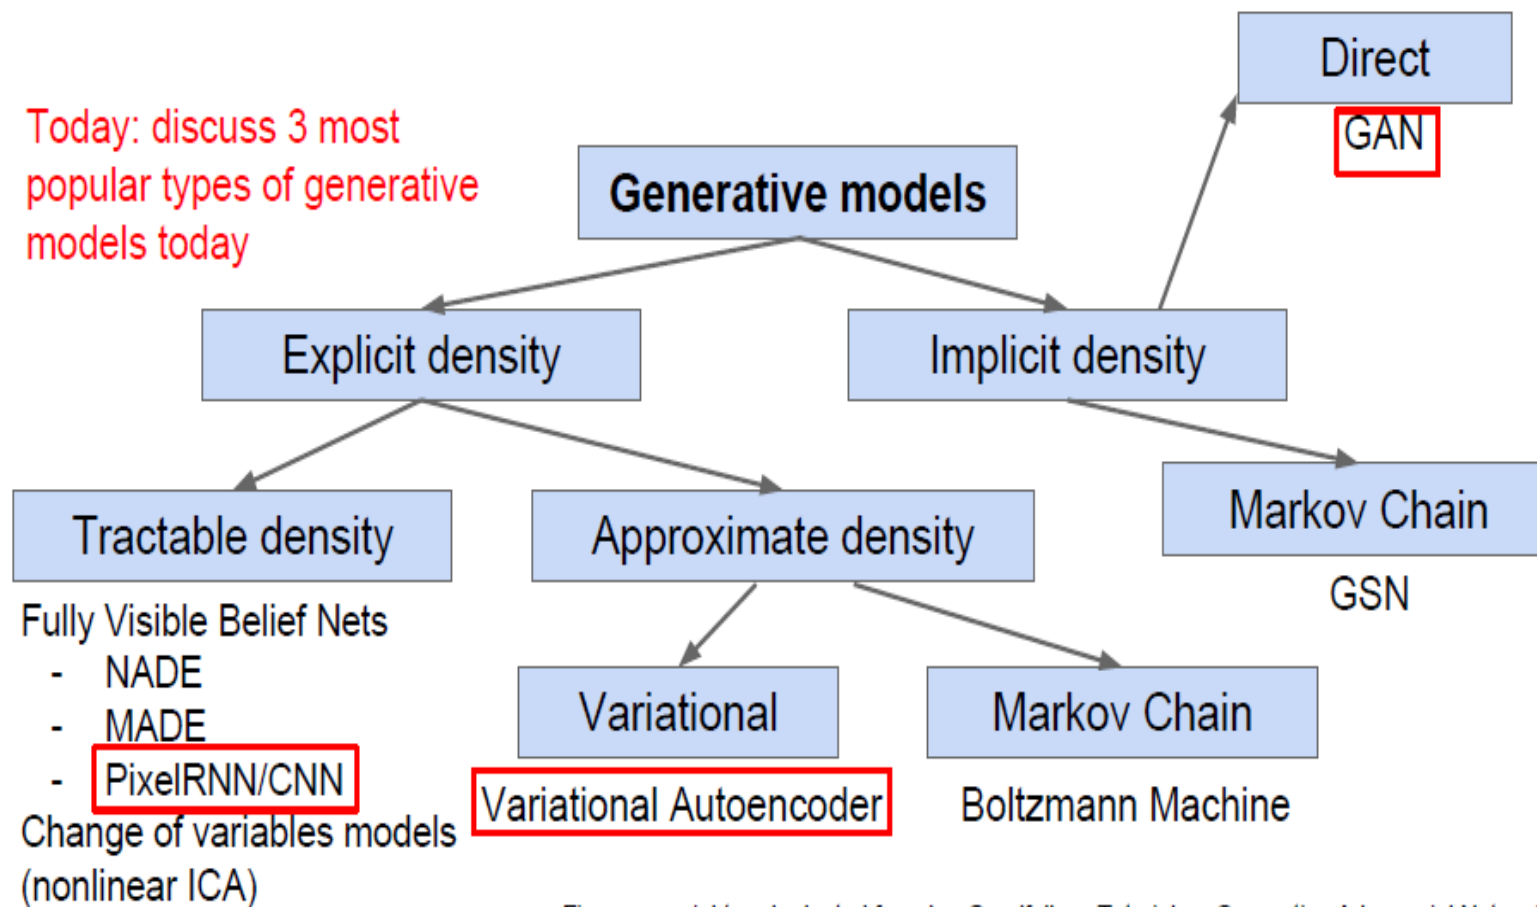 Direct
GAN
Today: discuss 3 most
popular types of generative
models today
Generative models
Explicit density
Implicit density
Tractable density
Approximate density
Markov Chain
GSN
Fully Visible Belief Nets
- NADE
- MADE
- PixelRNN/CNN
Change of variables models
(nonlinear ICA)
Variational
Variational Autoencoder
Markov Chain
Boltzmann Machine